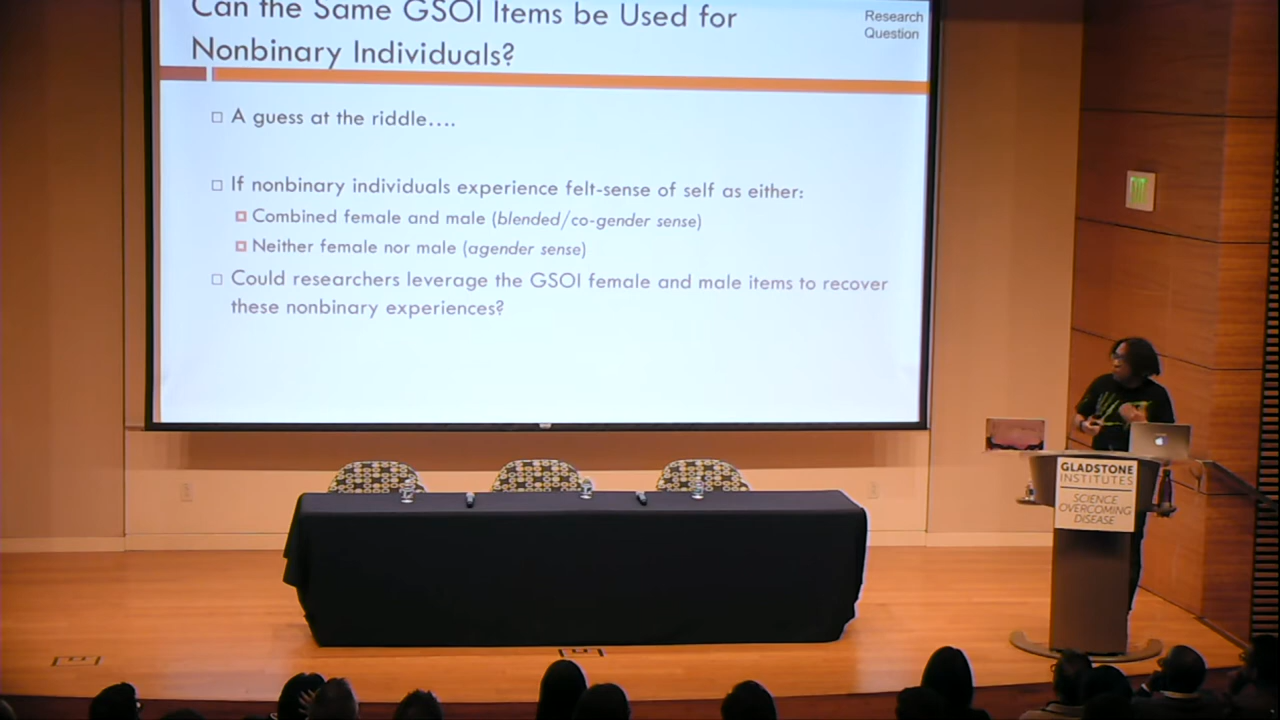 Can the Same GSOI Items be Used for
Nonbinary Individuals?
Research
Question
A guess at the riddle....
If nonbinary individuals experience felt-sense of self as either:
Combined female and male (blended/co-gender sense)
Neither female nor male (agender sense)
Could researchers leverage the GSOI female and male items to recover
these nonbinary experiences?
GLADSTONE
INSTITUTES
SCIENCE
OVERCOMING
DISEASE